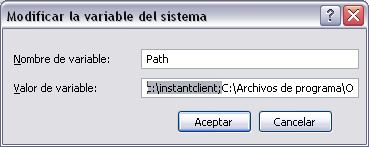 Modificar la variable del sistema
Nombre de variable:
Path
Valor de variable:
c:\instantclient;C:\Archivos de programa\O
Aceptar
Cancelar